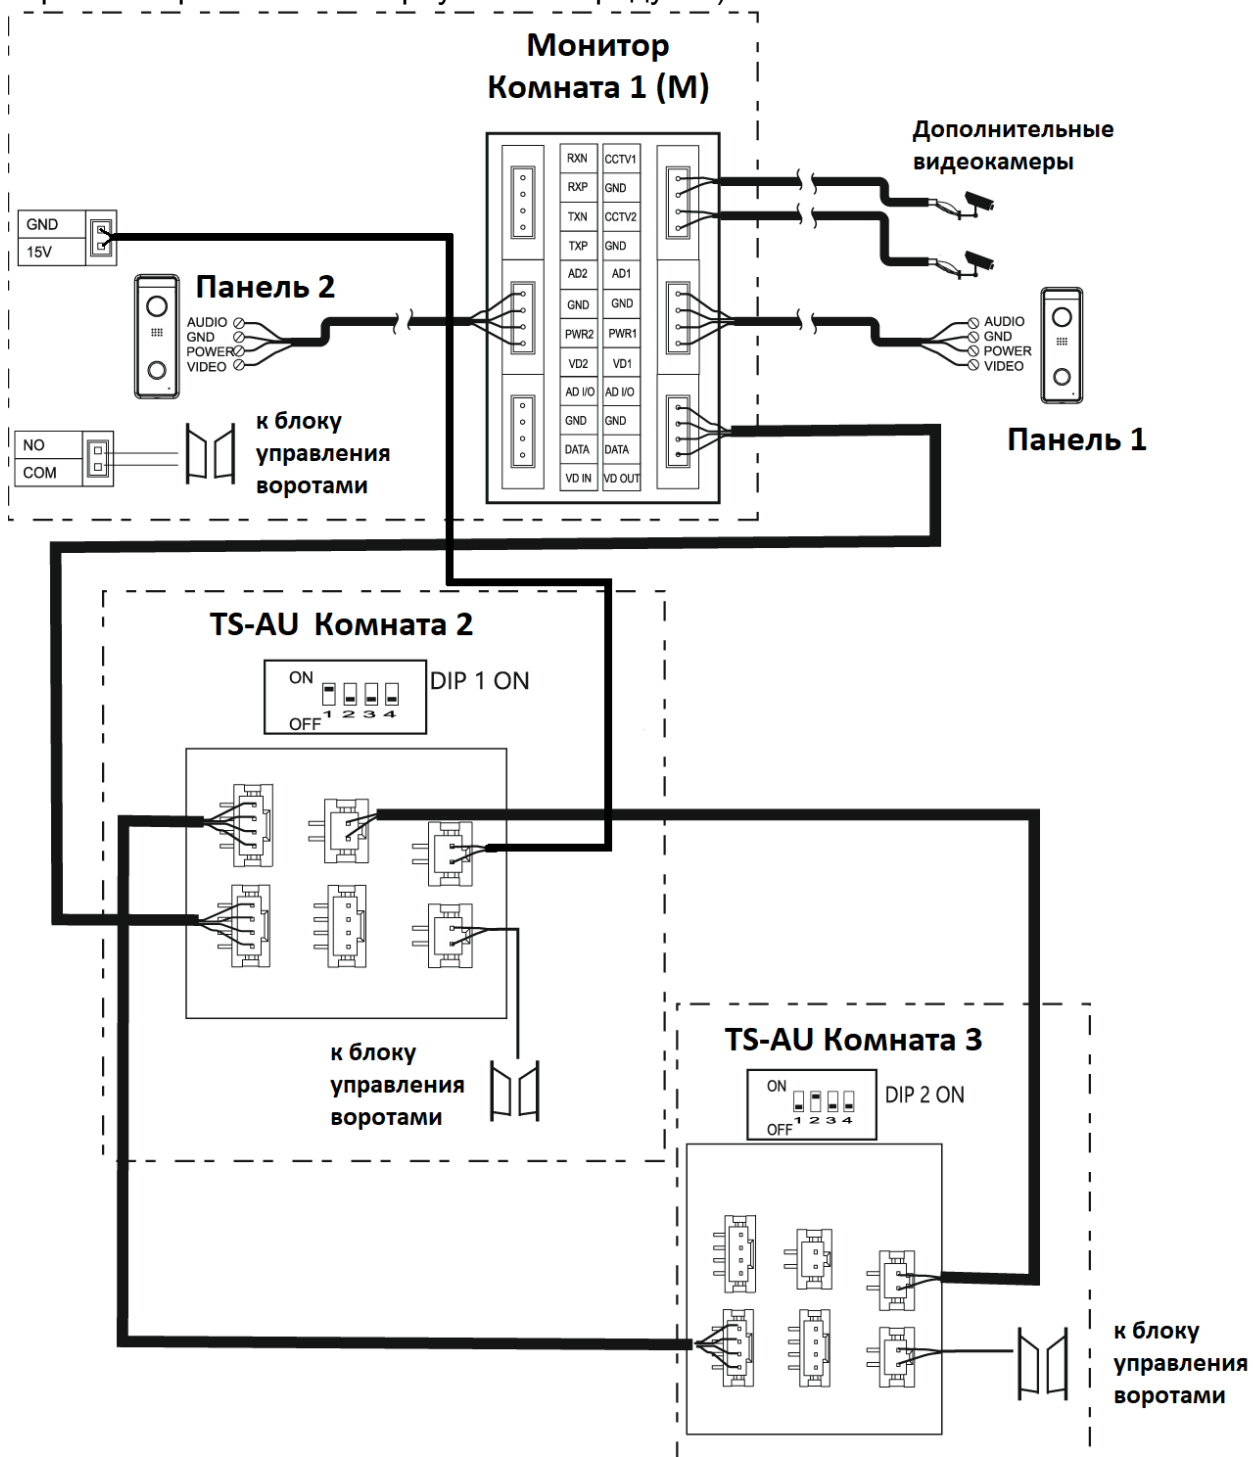 Монитор
Комната 1 (М)
Дополнительные
видеокамеры
RXN CCTV1
RXP GND
TXN CCTV2
TXP GND
AD2 AD1
GND GND
PWR2 PWR1
VD2 VD1
AD I/O AD I/O
GND GND
DATA DATA
VD IN VD OUT
GND
15V
Панель 2
AUDIO
GND
POWER
VIDEO
AUDIO
GND
POWER
VIDEO
Панель 1
NO
COM
к блоку
управления
воротами
TS-AU Комната 2
ON
OFF
1 2 3 4
DIP 1 ON
к блоку
управления
воротами
TS-AU Комната 3
ON
OFF
1 2 3 4
DIP 2 ON
к блоку
управления
воротами